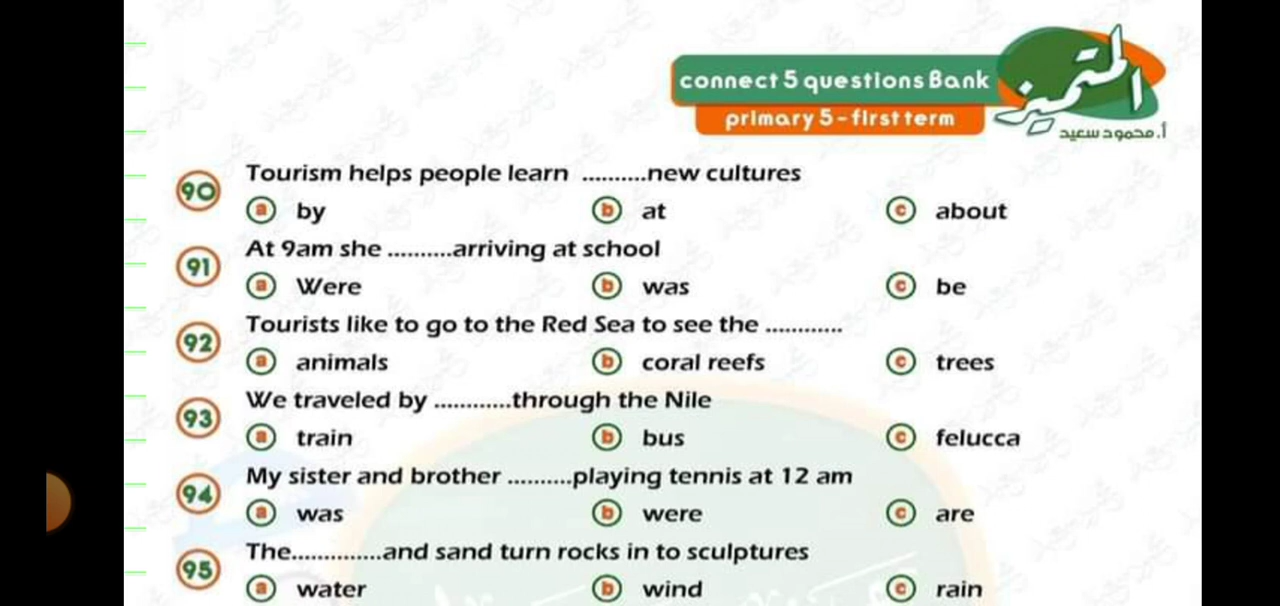 connect 5 questions Bank
primary 5 - first term
المتميز
أ. محمود سعيد
90 Tourism helps people learn ..........new cultures
a by b at c about
91 At 9am she ..........arriving at school
a Were b was c be
92 Tourists like to go to the Red Sea to see the ............
a animals b coral reefs c trees
93 We traveled by ............through the Nile
a train b bus c felucca
94 My sister and brother ..........playing tennis at 12 am
a was b were c are
95 The..............and sand turn rocks in to sculptures
a water b wind c rain